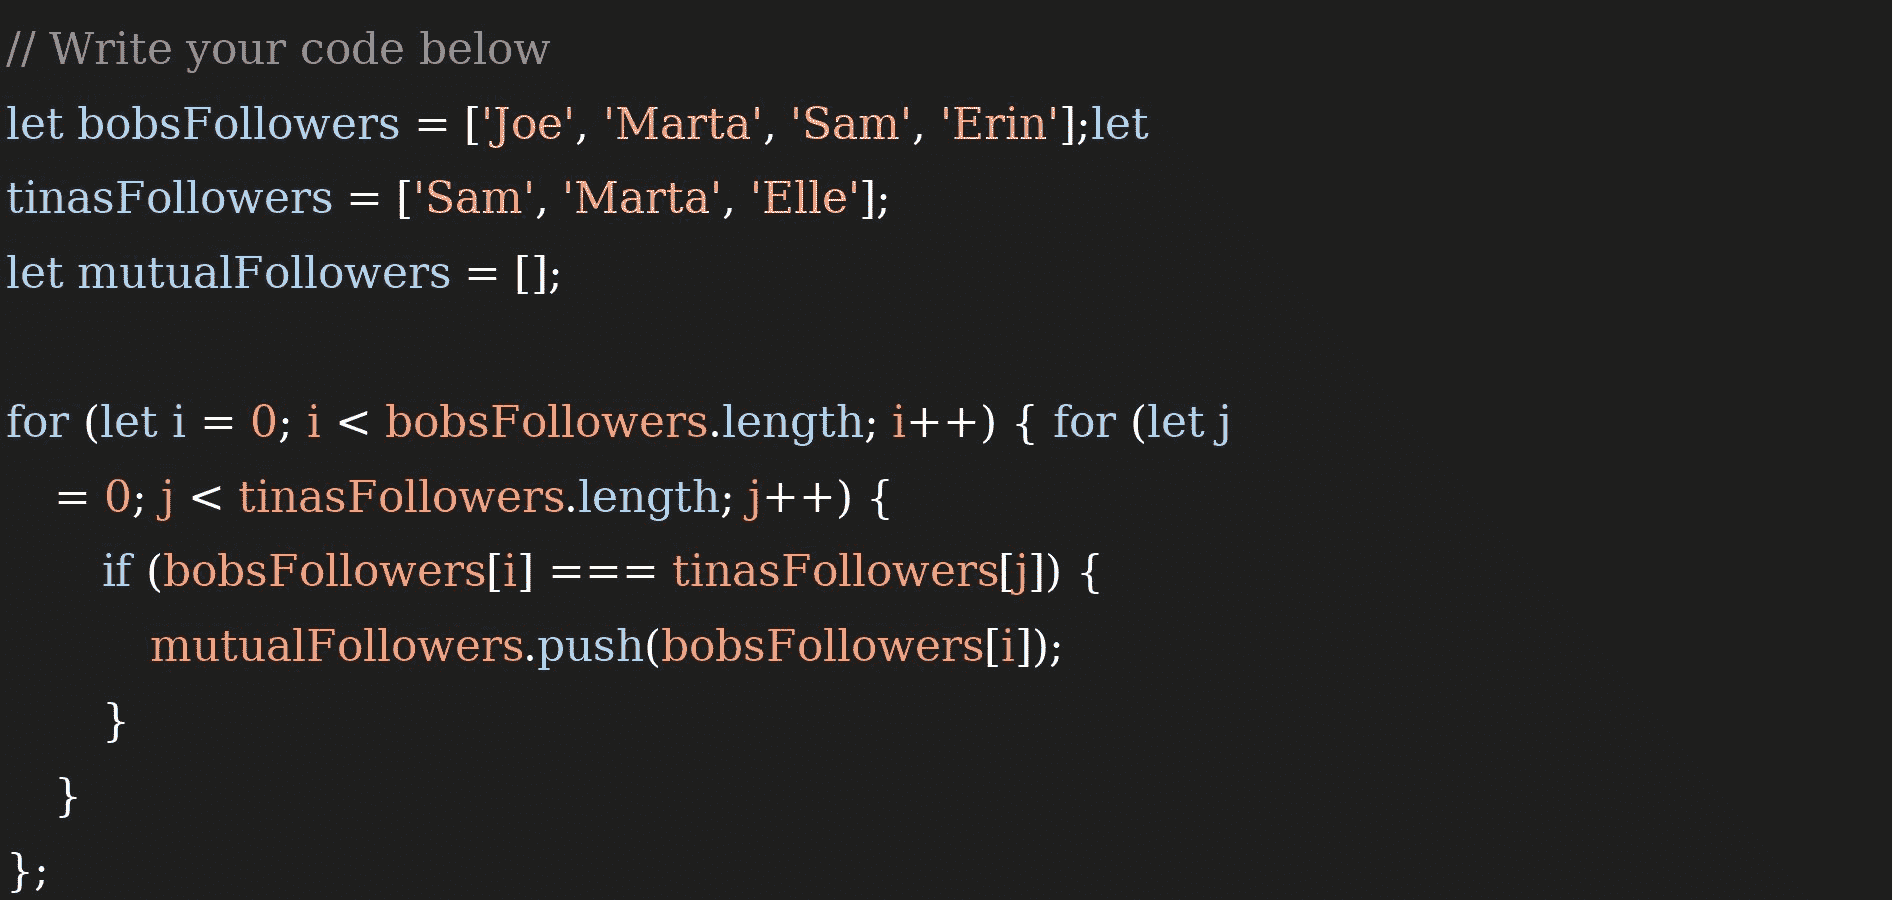 // Write your code below
let bobsFollowers = ['Joe', 'Marta', 'Sam', 'Erin'];let
tinasFollowers = ['Sam', 'Marta', 'Elle'];
let mutualFollowers = [];
for (let i = 0; i < bobsFollowers.length; i++) { for (let j
= 0; j < tinasFollowers.length; j++) {
if (bobsFollowers[i] === tinasFollowers[j]) {
mutualFollowers.push(bobsFollowers[i]);
}
}
};